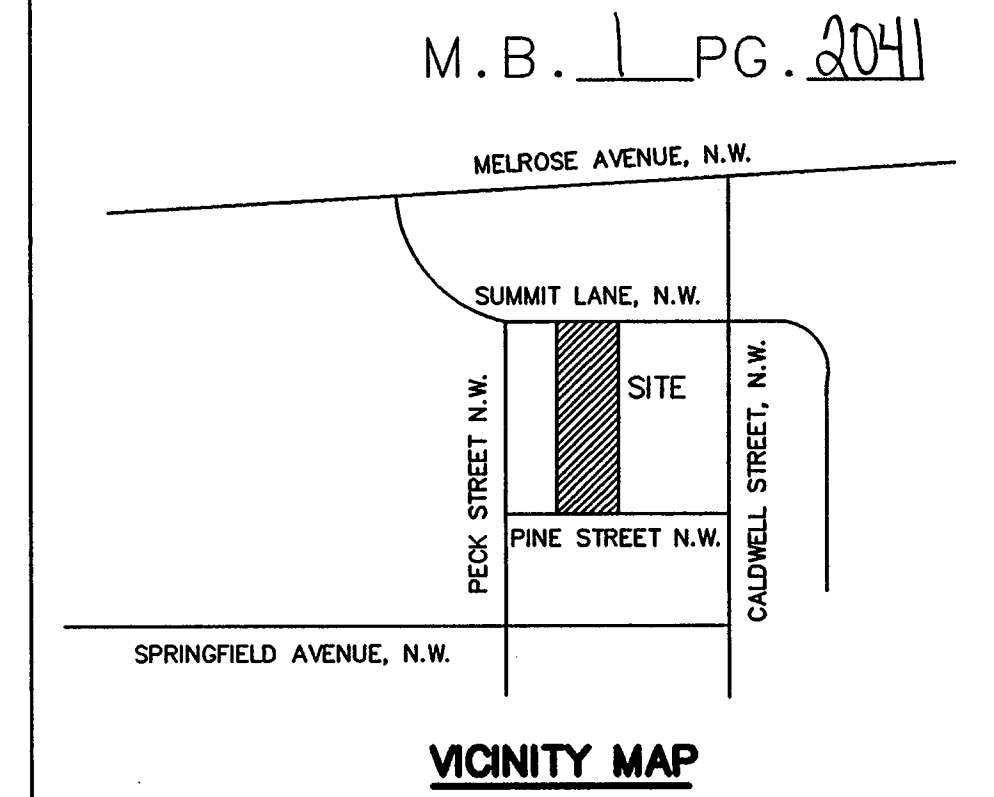 M.B. 1 PG. 2041
MELROSE AVENUE, N.W.
SUMMIT LANE, N.W.
SITE
PECK STREET N.W.
CALDWELL STREET, N.W.
PINE STREET N.W.
SPRINGFIELD AVENUE, N.W.
VICINITY MAP